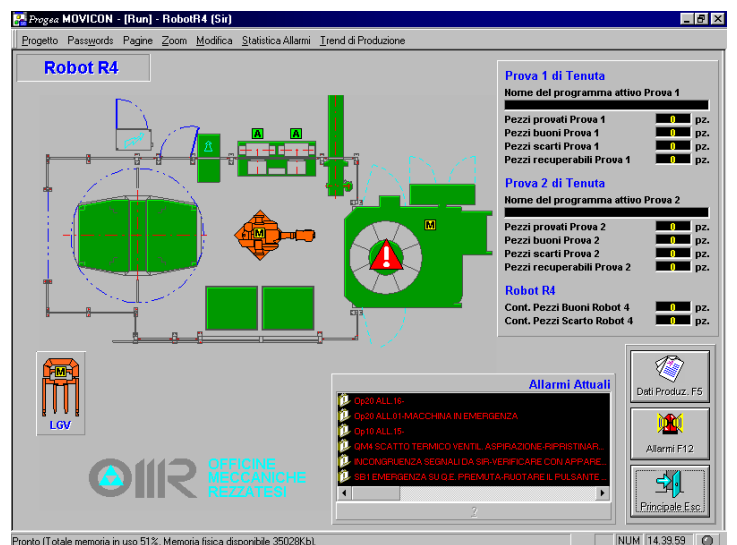 Progea MOVICON - [Run] - RobotR4 (Sir)
Progetto Passwords Pagine Zoom Modifica Statistica Allarmi Trend di Produzione
Robot R4
A A
M
M
M
LGV
OMR OFFICINE
MECCANICHE
REZZATESI
Prova 1 di Tenuta
Nome del programma attivo Prova 1
Pezzi provati Prova 1 0 pz.
Pezzi buoni Prova 1 0 pz.
Pezzi scarti Prova 1 0 pz.
Pezzi recuperabili Prova 1 0 pz.
Prova 2 di Tenuta
Nome del programma attivo Prova 2
Pezzi provati Prova 2 0 pz.
Pezzi buoni Prova 2 0 pz.
Pezzi scarti Prova 2 0 pz.
Pezzi recuperabili Prova 2 0 pz.
Robot R4
Cont. Pezzi Buoni Robot 4 0 pz.
Cont. Pezzi Scarto Robot 4 0 pz.
Allarmi Attuali
Op20 ALL 16-
Op20 ALL 01-MACCHINA IN EMERGENZA
Op10 ALL 15-
QM4 SCATTO TERMICO VENTIL. ASPIRAZIONE-RIPRISTINAR...
INCONGRUENZA SEGNALI DA SIR-VERIFICARE CON APPARE...
SB1 EMERGENZA SU Q.E. PREMUTA-RUOTARE IL PULSANTE ...
?
Dati Produz. F5
Allarmi F12
Principale Esc.
Pronto (Totale memoria in uso 51%, Memoria fisica disponibile 35028Kb). NUM 14.39.59